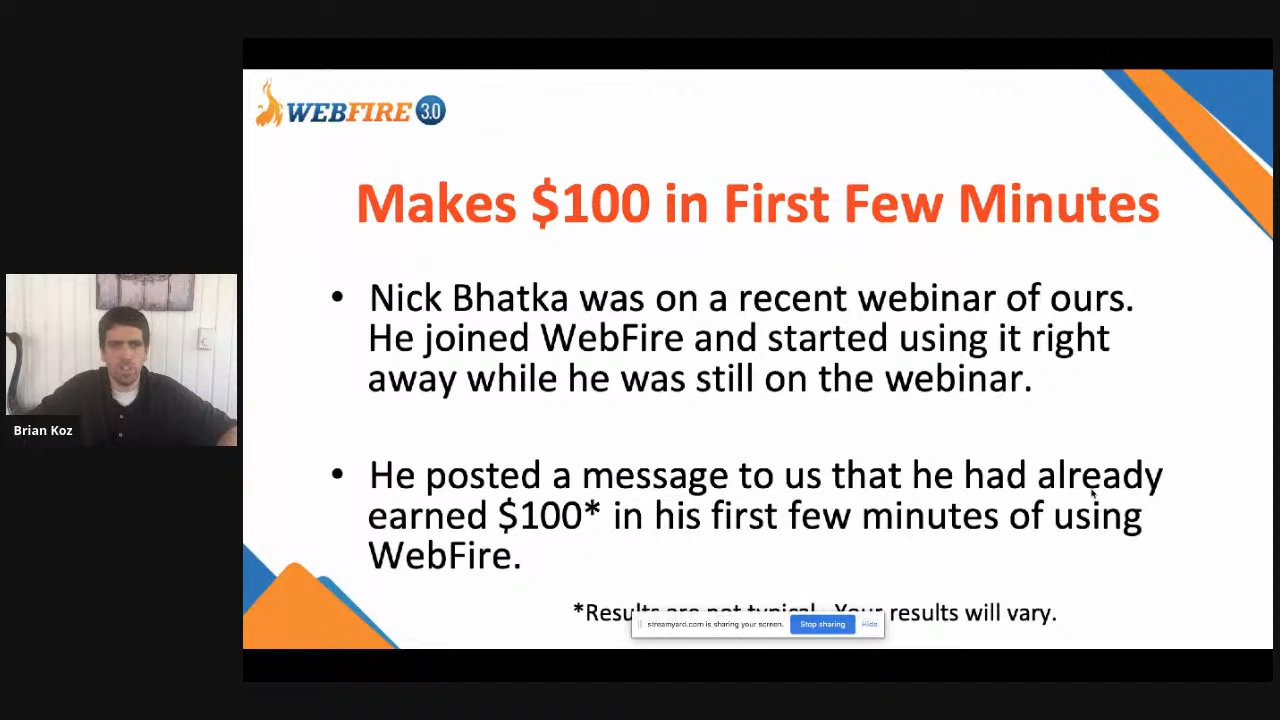 WEBFIRE 3.0
Makes $100 in First Few Minutes
• Nick Bhatka was on a recent webinar of ours.
He joined WebFire and started using it right
away while he was still on the webinar.
Brian Koz
• He posted a message to us that he had already
earned $100* in his first few minutes of using
WebFire.
*Results are not typical. Your results will vary.
streamyard.com is sharing your screen. Stop sharing Hide